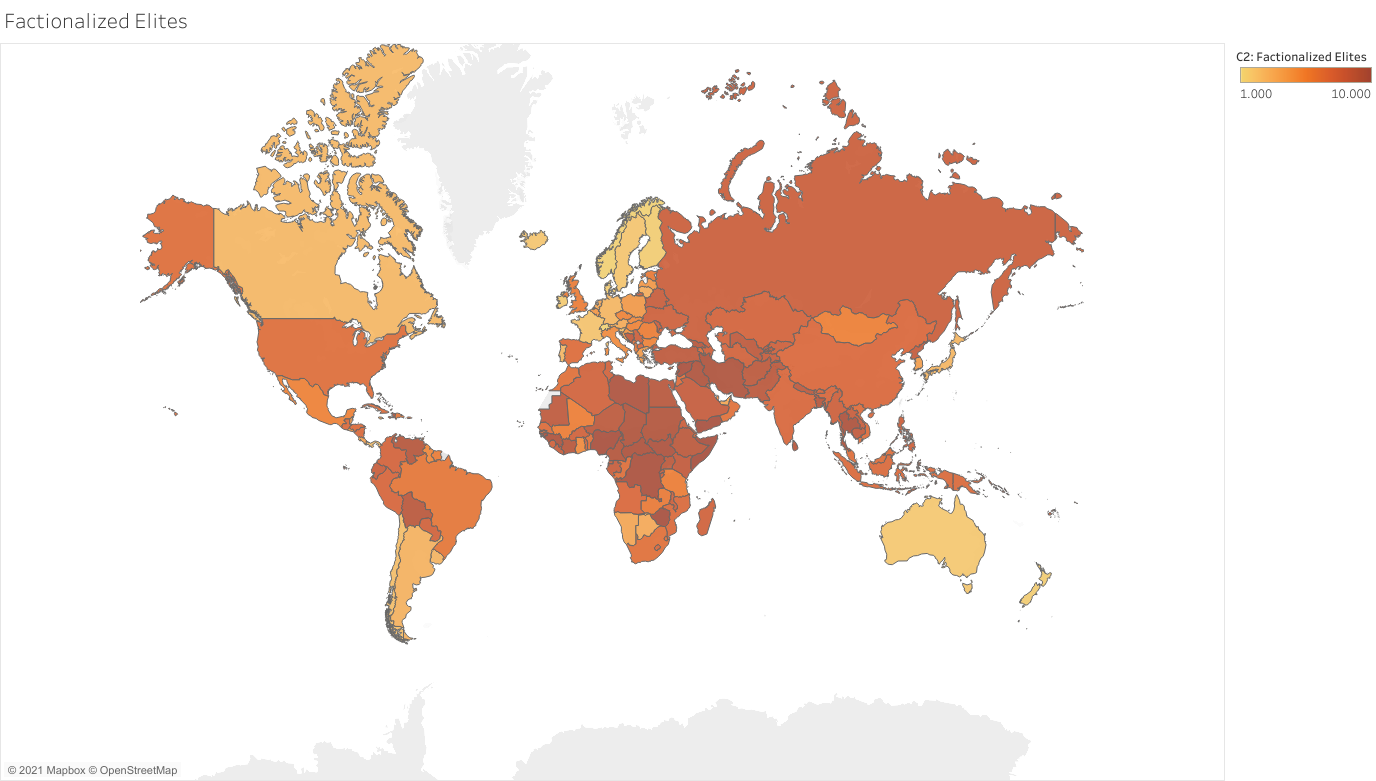 Factionalized Elites
C2: Factionalized Elites
1.000 10.000
© 2021 Mapbox © OpenStreetMap